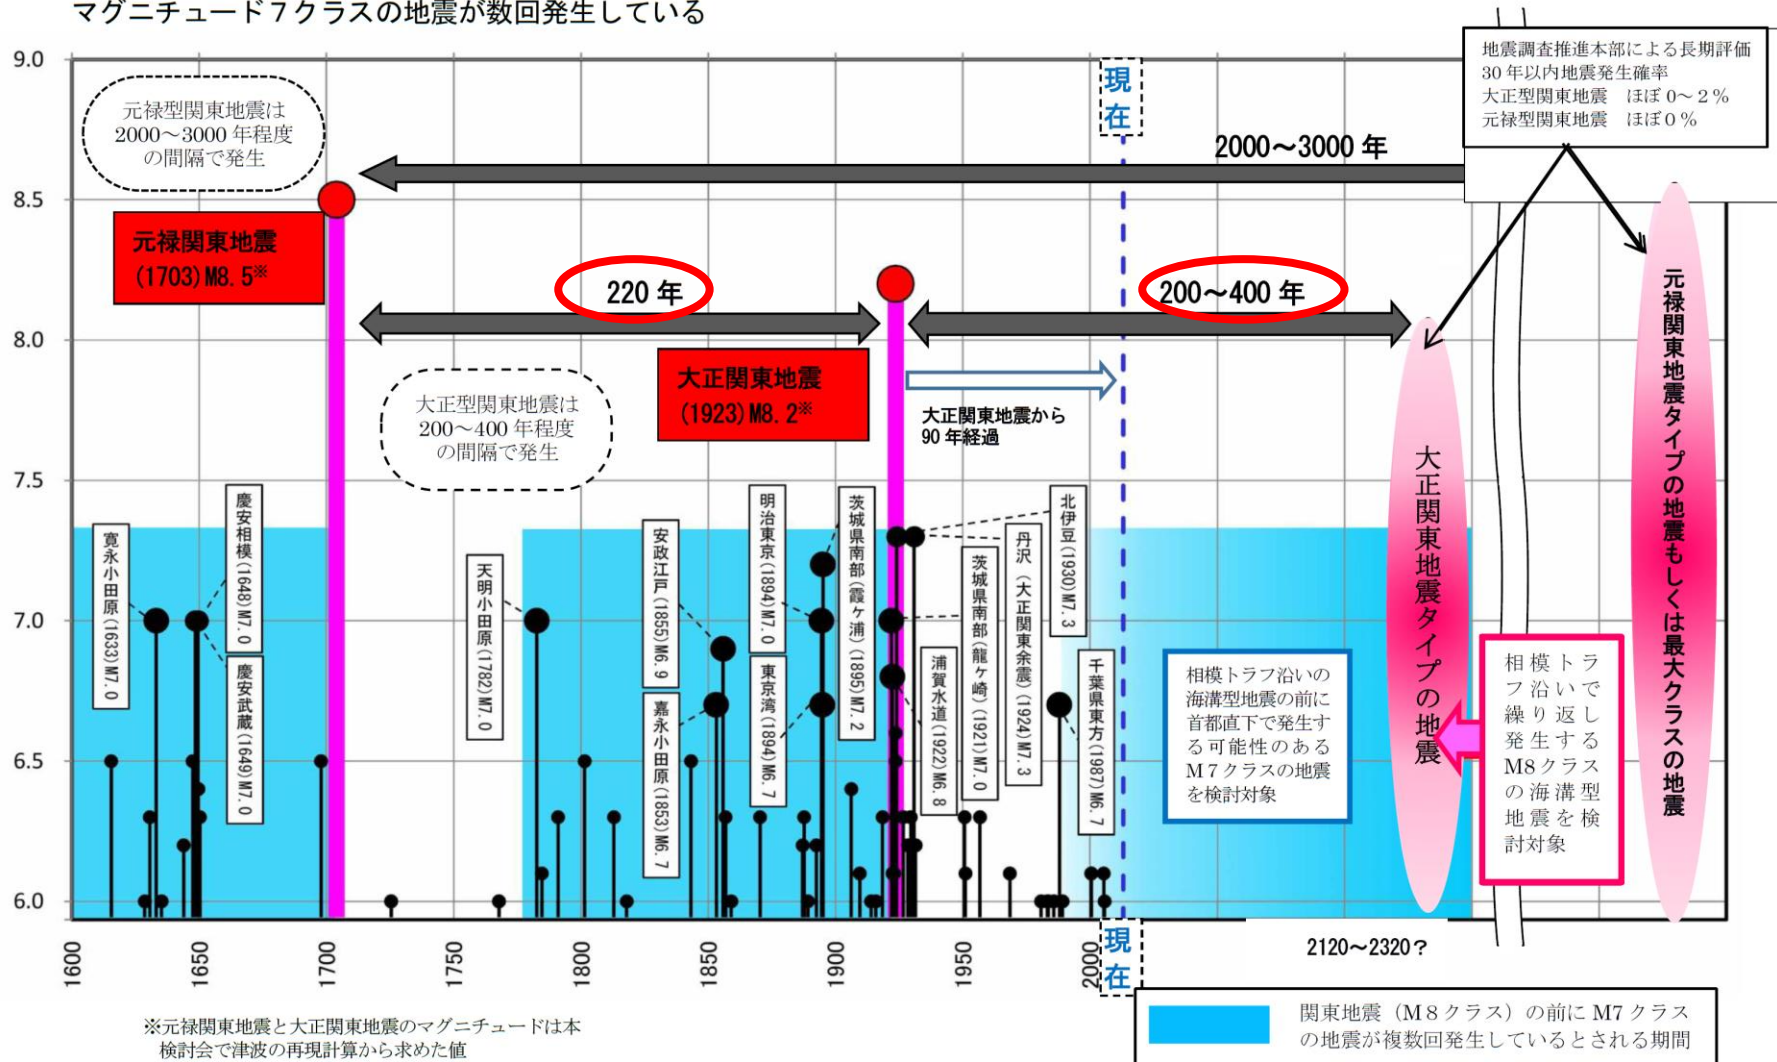 マグニチュード７クラスの地震が数回発生している
9.0
8.5
8.0
7.5
7.0
6.5
6.0
元禄型関東地震は
2000～3000 年程度
の間隔で発生
元禄関東地震
(1703)M8.5※
現在
2000～3000 年
地震調査推進本部による長期評価
30 年以内地震発生確率
大正型関東地震　ほぼ 0～２％
元禄型関東地震　ほぼ０％
220 年
200～400 年
大正型関東地震は
200～400 年程度
の間隔で発生
大正関東地震
(1923)M8.2※
大正関東地震から
90 年経過
寛永小田原(1633)M7.0
慶安相模(1648)M7.0
慶安武蔵(1649)M7.0
天明小田原(1782)M7.0
安政江戸(1855)M6.9
嘉永小田原(1853)M6.7
明治東京(1894)M7.0
東京湾(1894)M6.7
茨城県南部(霞ヶ浦)(1895)M7.2
浦賀水道(1922)M6.8
茨城県南部(龍ヶ崎)(1921)M7.0
丹沢（大正関東余震）(1924)M7.3
北伊豆(1930)M7.3
千葉県東方(1987)M6.7
相模トラフ沿いの
海溝型地震の前に
首都直下で発生す
る可能性のある
Ｍ７クラスの地震
を検討対象
大正関東地震タイプの地震
相模トラ
フ沿いで
繰り返し
発生する
M8クラス
の海溝型
地震を検
討対象
元禄関東地震タイプの地震もしくは最大クラスの地震
1600
1650
1700
1750
1800
1850
1900
1950
2000
現在
2120～2320？
関東地震（Ｍ８クラス）の前に M7 クラス
の地震が複数回発生しているとされる期間
※元禄関東地震と大正関東地震のマグニチュードは本
検討会で津波の再現計算から求めた値